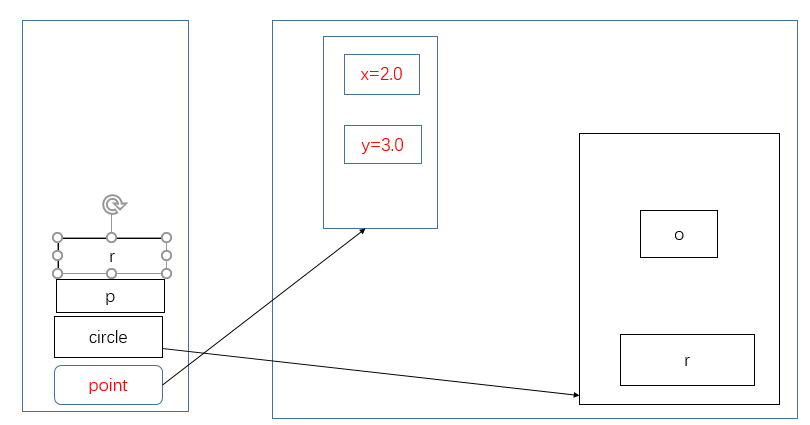 r
p
circle
point
x=2.0
y=3.0
o
r